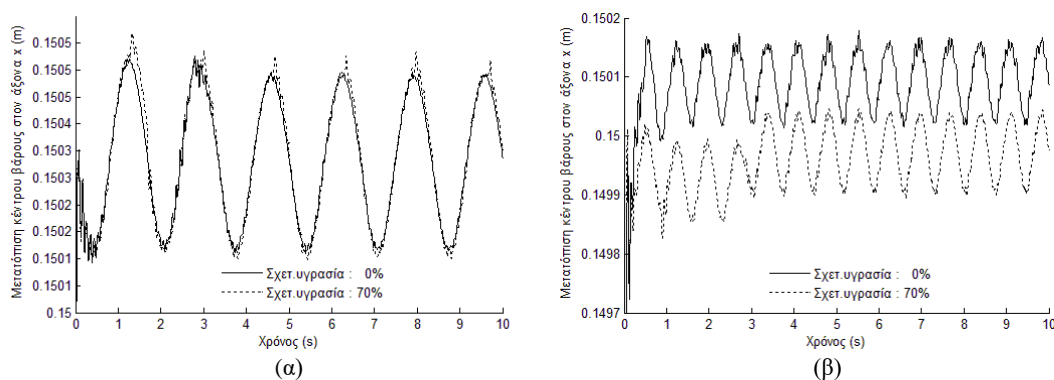 Μετατόπιση κέντρου βάρους στον άξονα x (m)
0.1505
0.1505
0.1505
0.1504
0.1503
0.1503
0.1502
0.1502
0.1501
0.1501
0.15
Σχετ.υγρασία : 0%
Σχετ.υγρασία : 70%
0 1 2 3 4 5 6 7 8 9 10
Χρόνος (s)
(α)
Μετατόπιση κέντρου βάρους στον άξονα x (m)
0.1502
0.1501
0.15
0.1499
0.1498
0.1497
Σχετ.υγρασία : 0%
Σχετ.υγρασία : 70%
0 1 2 3 4 5 6 7 8 9 10
Χρόνος (s)
(β)